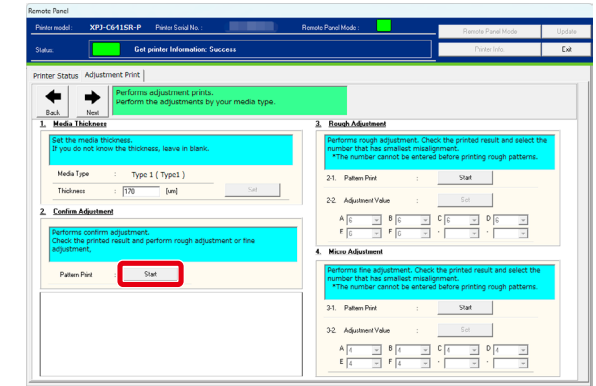 Remote Panel
Printer model : XPJ-C641SR-P Printer Serial No. : Remote Panel Mode :
Remote Panel Mode Update
Status: Get printer Information: Success
Printer Info. Exit
Printer Status Adjustment Print
Back Next
Performs adjustment prints.
Perform the adjustments by your media type.
1. Media Thickness
Set the media thickness.
If you do not know the thickness, leave in blank.
Media Type : Type 1 ( Type1 )
Thickness : 170 [um] Set
2. Confirm Adjustment
Performs confirm adjustment.
Check the printed result and perform rough adjustment or fine
adjustment,
Pattern Print : Start
3. Rough Adjustment
Performs rough adjustment. Check the printed result and select the
number that has smallest misalignment.
*The number cannot be entered before printing rough patterns.
2-1. Pattern Print : Start
2-2. Adjustment Value : Set
A 6 B 6 C 6 D 6
E 6 F 6 - -
4. Micro Adjustment
Performs fine adjustment. Check the printed result and select the
number that has smallest misalignment.
*The number cannot be entered before printing rough patterns.
3-1. Pattern Print : Start
3-2. Adjustment Value : Set
A 4 B 4 C 4 D 4
E 4 F 4 - -